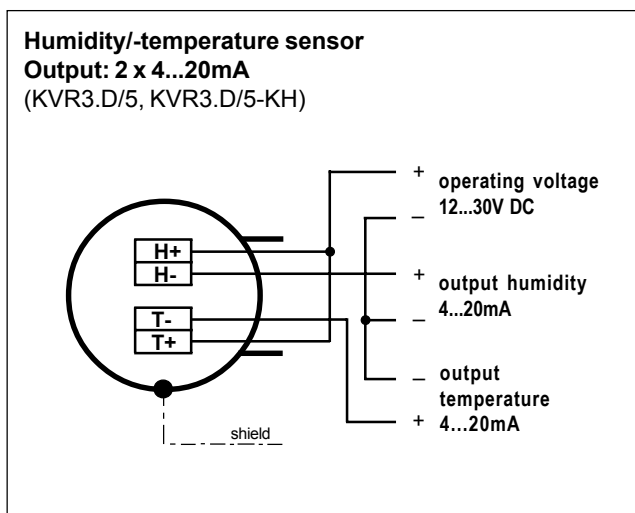 Humidity/-temperature sensor
Output: 2 x 4...20mA
(KVR3.D/5, KVR3.D/5-KH)
+
operating voltage
12...30V DC
–
H+
H-
+
output humidity
4...20mA
–
T-
T+
–
output
temperature
+
4...20mA
shield